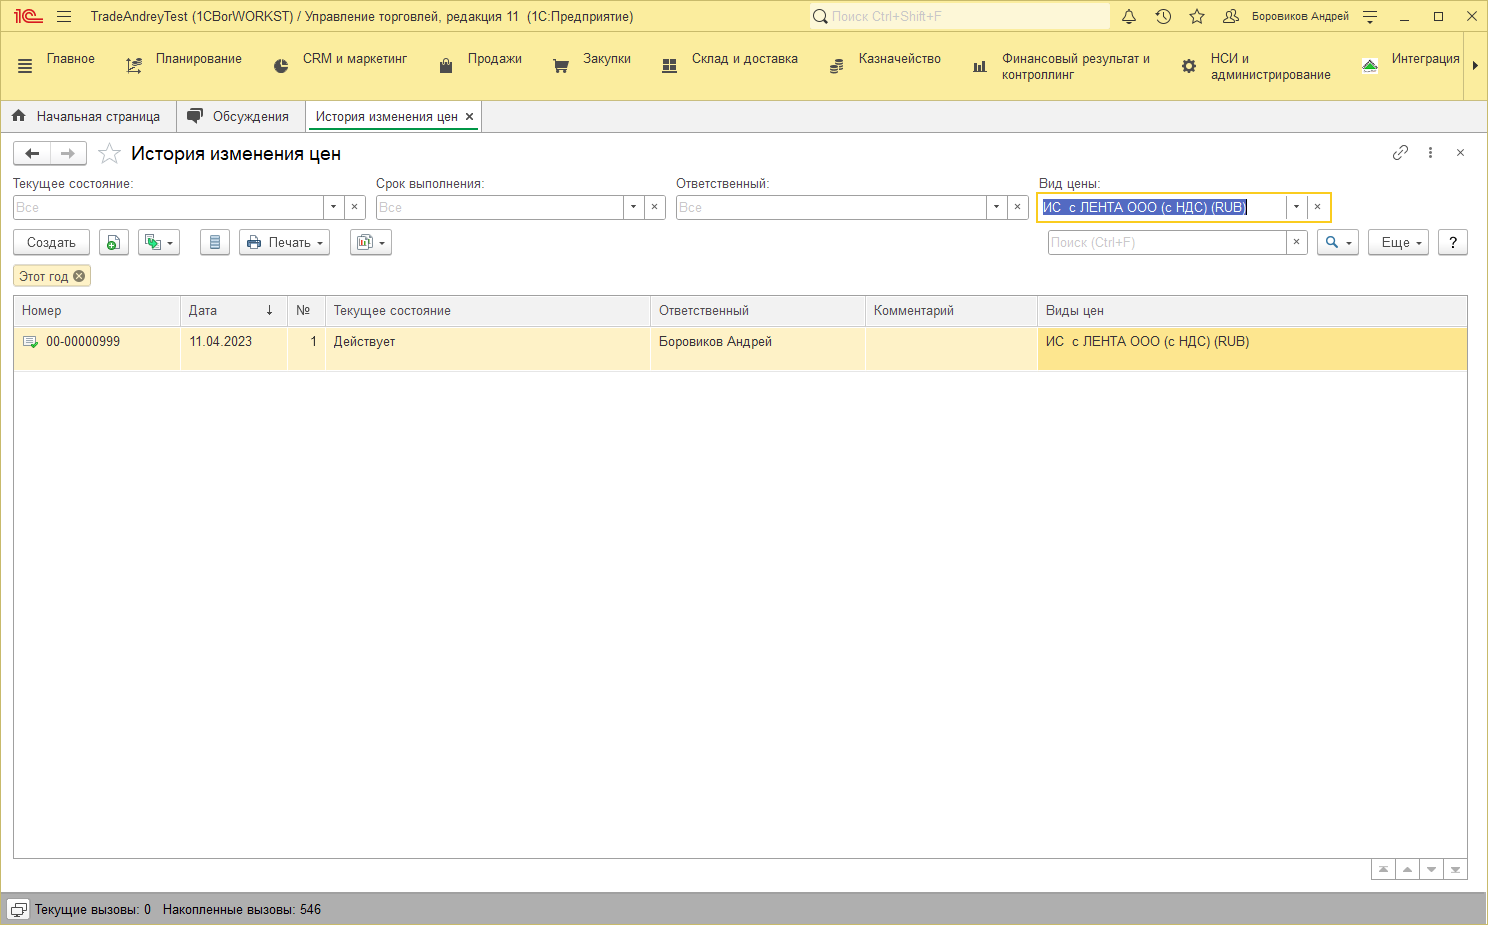 1С TradeAndreyTest (1CBorWORKST) / Управление торговлей, редакция 11 (1С:Предприятие) Поиск Ctrl+Shift+F Боровиков Андрей
Главное Планирование CRM и маркетинг Продажи Закупки Склад и доставка Казначейство Финансовый результат и контроллинг НСИ и администрирование Интеграция
Начальная страница Обсуждения История изменения цен
История изменения цен
Текущее состояние: Срок выполнения: Ответственный: Вид цены:
Все Все Все ИС с ЛЕНТА ООО (с НДС) (RUB)
Создать Печать Поиск (Ctrl+F) Еще ?
Этот год
Номер Дата № Текущее состояние Ответственный Комментарий Виды цен
00-00000999 11.04.2023 1 Действует Боровиков Андрей ИС с ЛЕНТА ООО (с НДС) (RUB)
Текущие вызовы: 0 Накопленные вызовы: 546